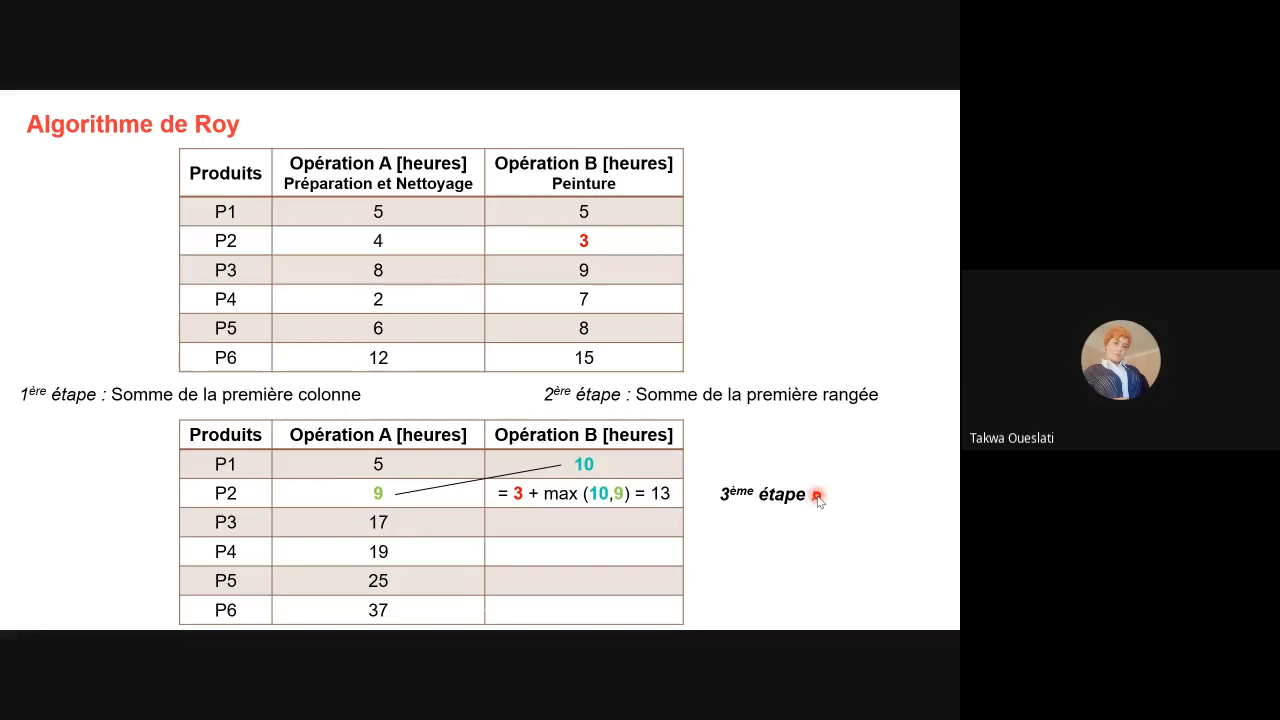 Algorithme de Roy
Produits Opération A [heures] Opération B [heures]
Préparation et Nettoyage Peinture
P1 5 5
P2 4 3
P3 8 9
P4 2 7
P5 6 8
P6 12 15
1ère étape : Somme de la première colonne 2ère étape : Somme de la première rangée
Produits Opération A [heures] Opération B [heures]
P1 5 10
P2 9 = 3 + max (10,9) = 13 3ème étape
P3 17
P4 19
P5 25
P6 37
Takwa Oueslati